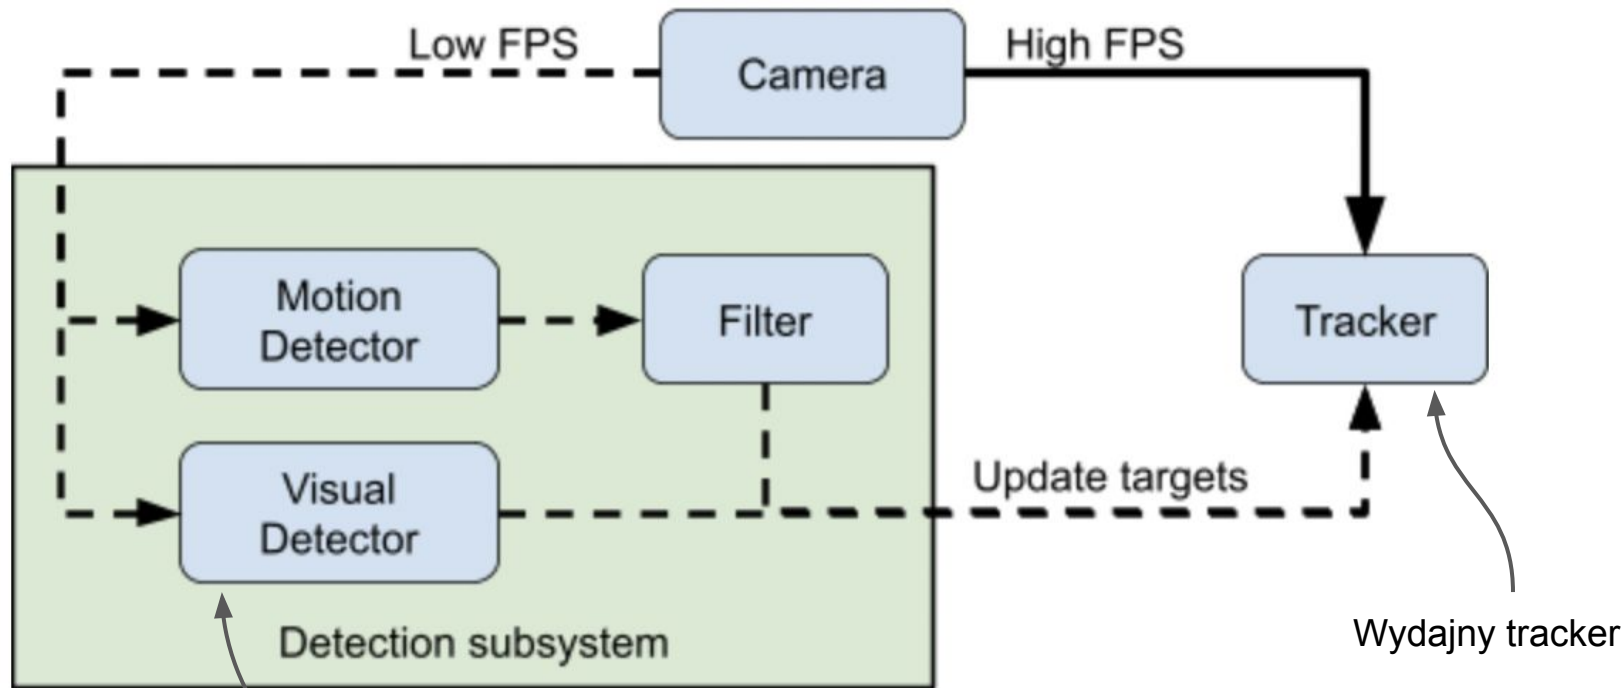 Low FPS
Camera
High FPS
Motion
Detector
Filter
Tracker
Visual
Detector
Update targets
Detection subsystem
Wydajny tracker